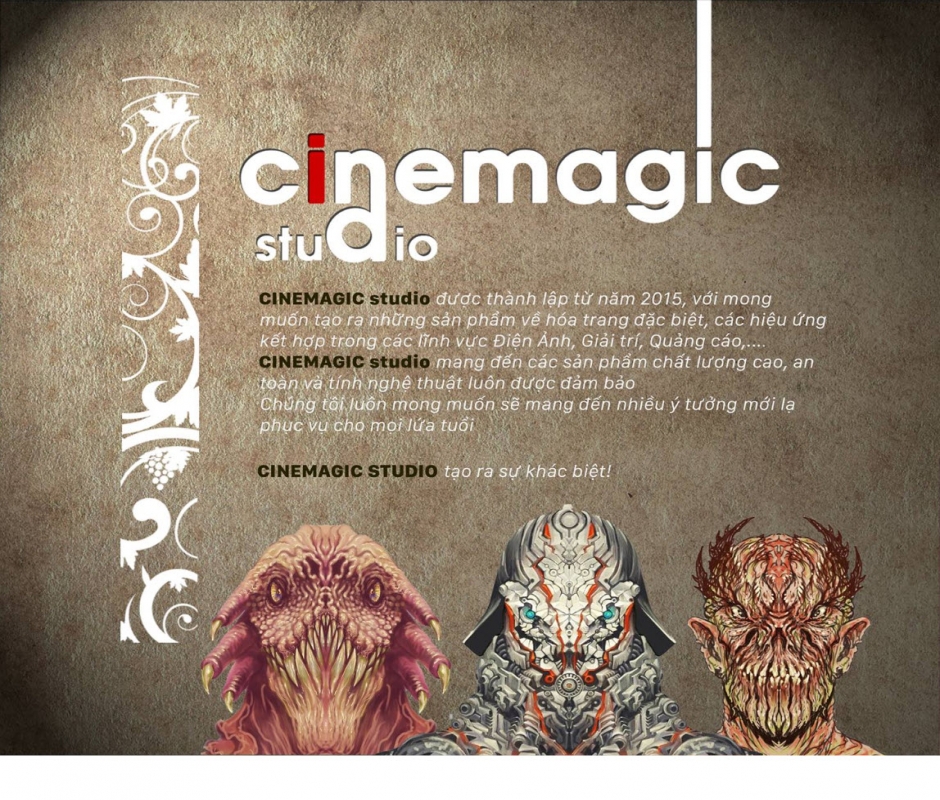 cinemagic
studio
CINEMAGIC studio được thành lập từ năm 2015, với mong
muốn tạo ra những sản phẩm về hóa trang đặc biệt, các hiệu ứng
kết hợp trong các lĩnh vực Điện Ảnh, Giải trí, Quảng cáo,....
CINEMAGIC studio mang đến các sản phẩm chất lượng cao, an
toàn và tính nghệ thuật luôn được đảm bảo
Chúng tôi luôn mong muốn sẽ mang đến nhiều ý tưởng mới lạ
phục vụ cho mọi lứa tuổi
CINEMAGIC STUDIO tạo ra sự khác biệt!